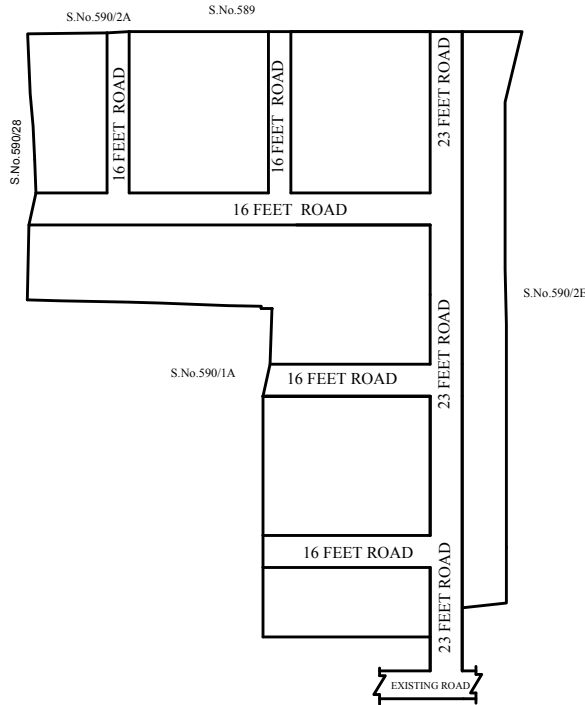 S.No.590/2A
S.No.589
S.No.590/28
16 FEET ROAD
16 FEET ROAD
23 FEET ROAD
16 FEET ROAD
S.No.590/2E
23 FEET ROAD
S.No.590/1A
16 FEET ROAD
16 FEET ROAD
23 FEET ROAD
EXISTING ROAD